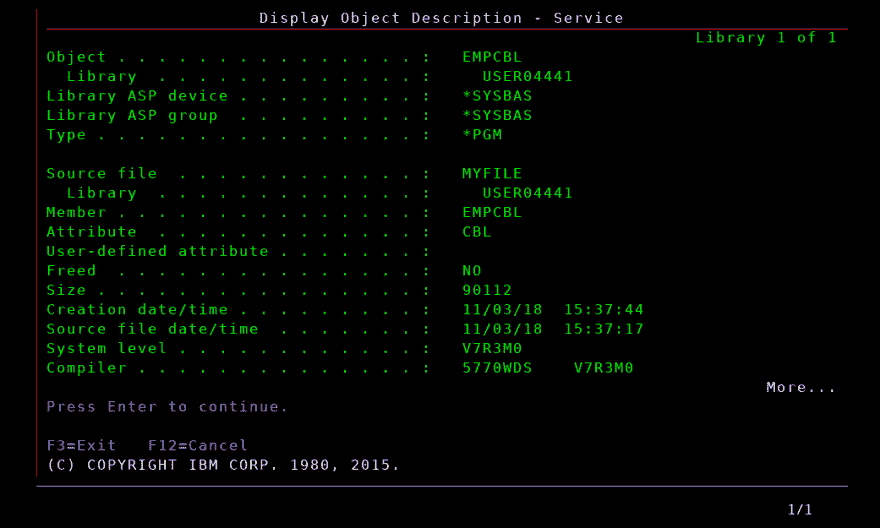 Display Object Description - Service
Library 1 of 1
Object . . . . . . . . . . . . . . . . :   EMPCBL
  Library  . . . . . . . . . . . . . . :     USER04441
Library ASP device . . . . . . . . . . :   *SYSBAS
Library ASP group  . . . . . . . . . . :   *SYSBAS
Type . . . . . . . . . . . . . . . . . :   *PGM
Source file  . . . . . . . . . . . . . :   MYFILE
  Library  . . . . . . . . . . . . . . :     USER04441
Member . . . . . . . . . . . . . . . . :   EMPCBL
Attribute  . . . . . . . . . . . . . . :   CBL
User-defined attribute . . . . . . . . :
Freed  . . . . . . . . . . . . . . . . :   NO
Size . . . . . . . . . . . . . . . . . :   90112
Creation date/time . . . . . . . . . . :   11/03/18  15:37:44
Source file date/time  . . . . . . . . :   11/03/18  15:37:17
System level . . . . . . . . . . . . . :   V7R3M0
Compiler . . . . . . . . . . . . . . . :   5770WDS    V7R3M0
More...
Press Enter to continue.
F3=Exit   F12=Cancel
(C) COPYRIGHT IBM CORP. 1980, 2015.
1/1